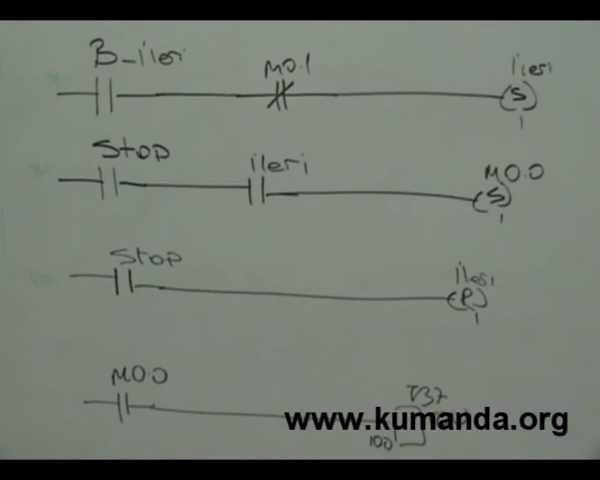 B_ileri M0.1 ileri
(S)
1
Stop ileri M0.0
(S)
1
Stop ileri
(R)
1
M0.0 T37
www.kumanda.org
100